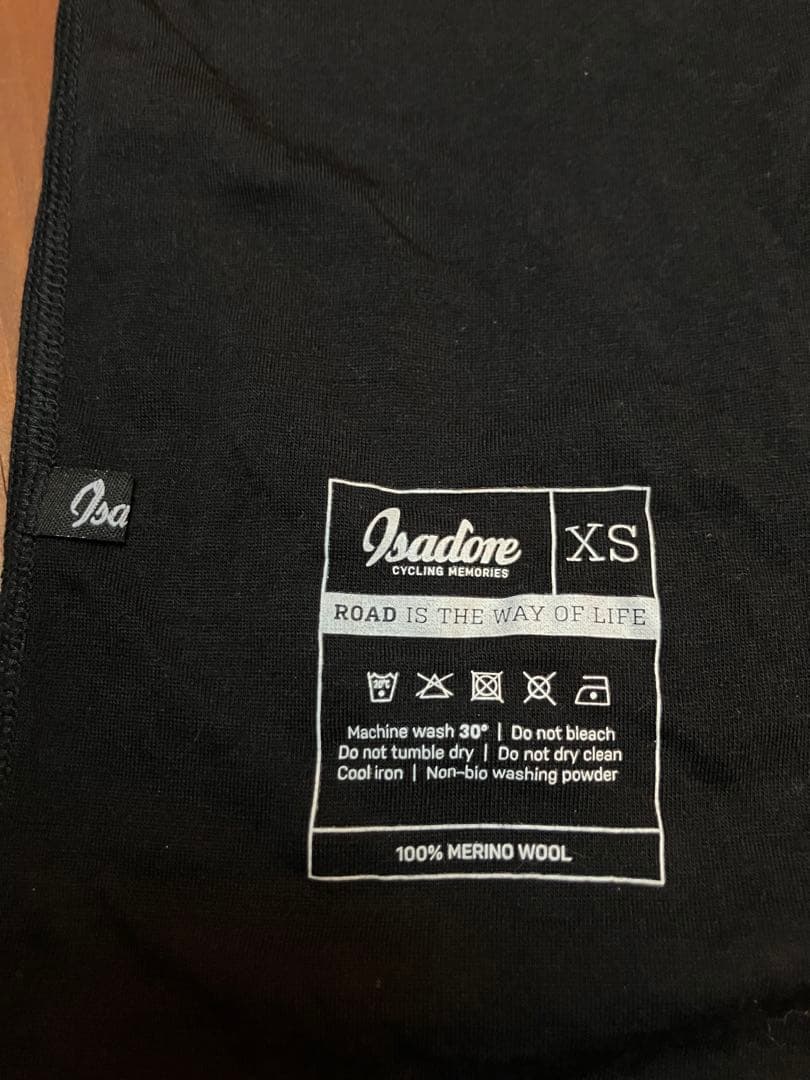 Isa
Isadore
CYCLING MEMORIES
XS
ROAD IS THE WAY OF LIFE
30°C
Machine wash 30° | Do not bleach
Do not tumble dry | Do not dry clean
Cool iron | Non-bio washing powder
100% MERINO WOOL